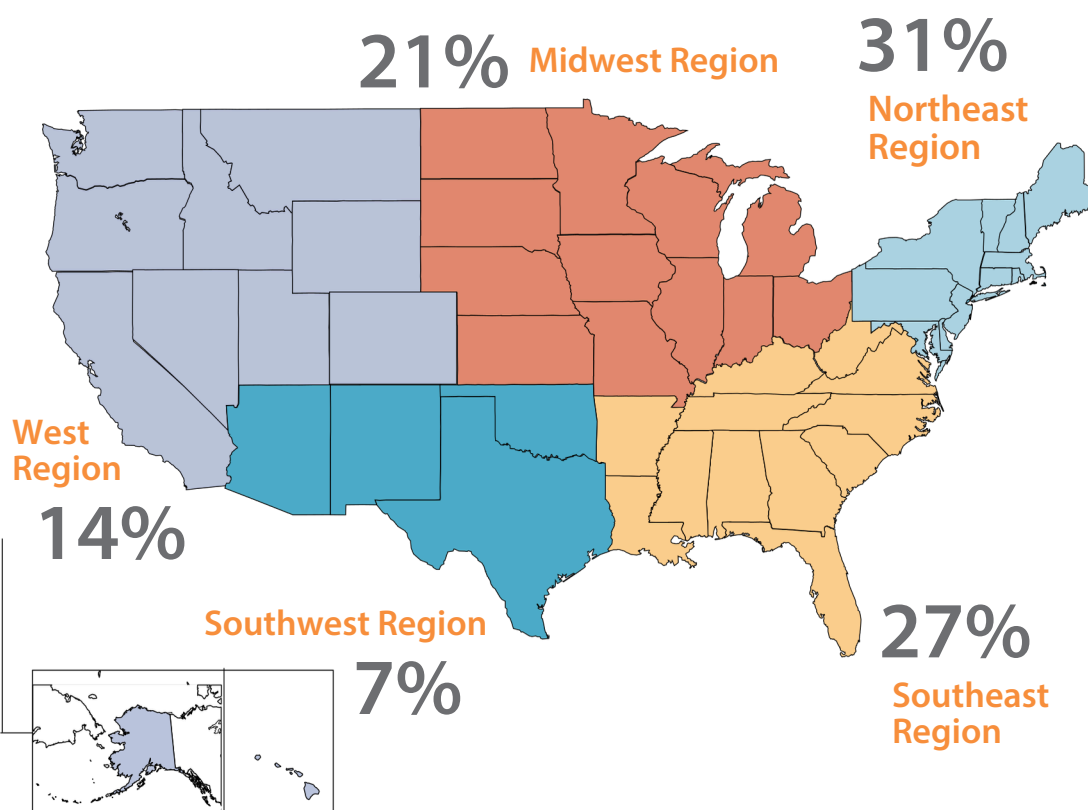 21% Midwest Region
31%
Northeast
Region
West
Region
14%
Southwest Region
7%
27%
Southeast
Region